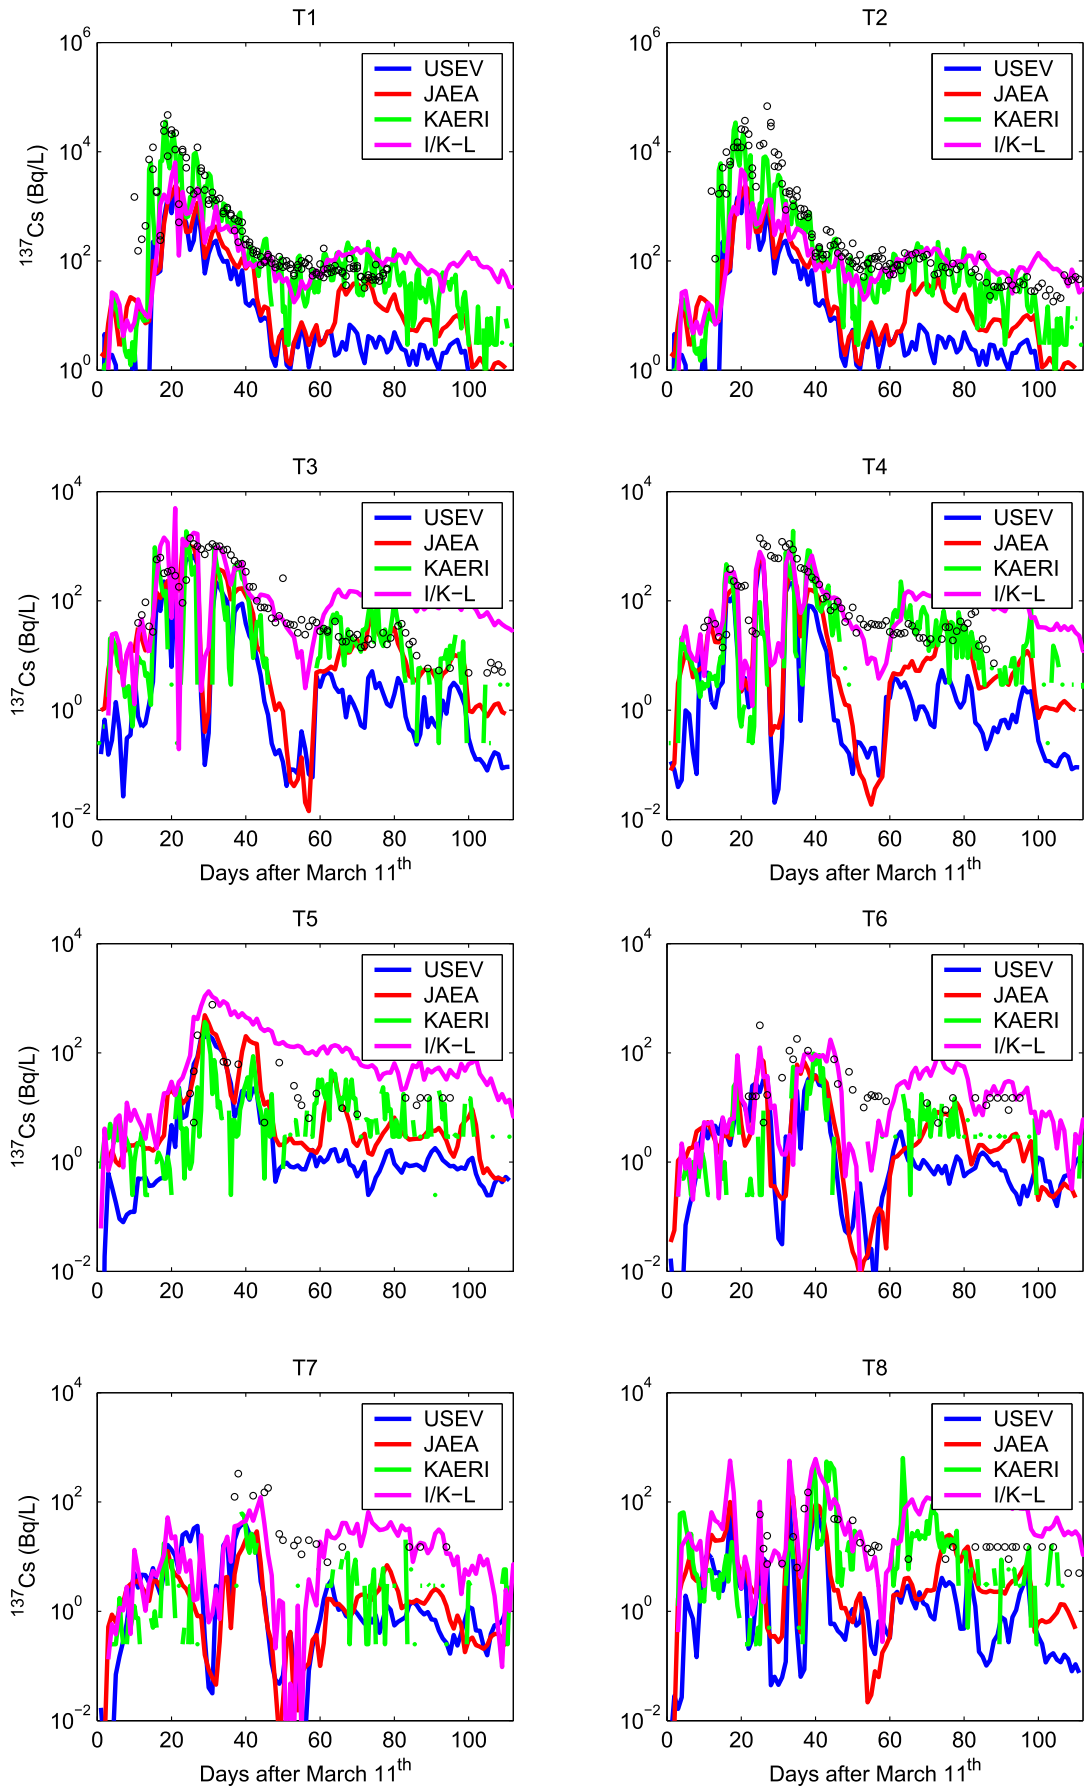 T1
10^6
10^4
10^2
10^0
^137Cs (Bq/L)
USEV
JAEA
KAERI
I/K-L
0 20 40 60 80 100
T2
10^6
10^4
10^2
10^0
USEV
JAEA
KAERI
I/K-L
0 20 40 60 80 100
T3
10^4
10^2
10^0
10^-2
^137Cs (Bq/L)
USEV
JAEA
KAERI
I/K-L
0 20 40 60 80 100
Days after March 11^th
T4
10^4
10^2
10^0
10^-2
USEV
JAEA
KAERI
I/K-L
0 20 40 60 80 100
Days after March 11^th
T5
10^4
10^2
10^0
10^-2
^137Cs (Bq/L)
USEV
JAEA
KAERI
I/K-L
0 20 40 60 80 100
T6
10^4
10^2
10^0
10^-2
USEV
JAEA
KAERI
I/K-L
0 20 40 60 80 100
T7
10^4
10^2
10^0
10^-2
^137Cs (Bq/L)
USEV
JAEA
KAERI
I/K-L
0 20 40 60 80 100
Days after March 11^th
T8
10^4
10^2
10^0
10^-2
USEV
JAEA
KAERI
I/K-L
0 20 40 60 80 100
Days after March 11^th